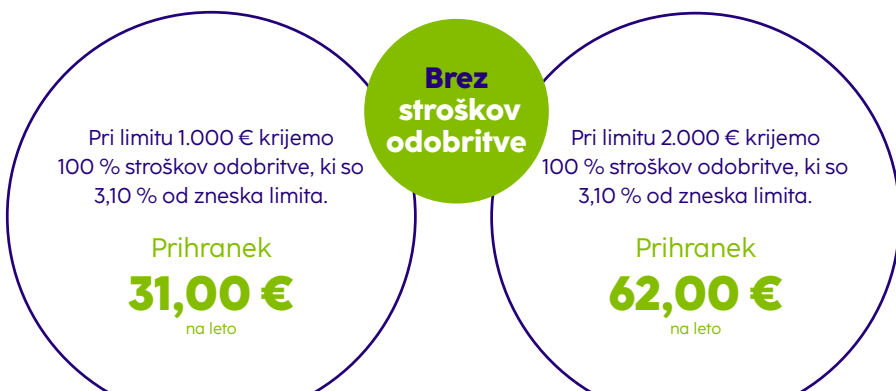 Brez
stroškov
odobritve
Pri limitu 1.000 € krijemo
100 % stroškov odobritve, ki so
3,10 % od zneska limita.
Prihranek
31,00 €
na leto
Pri limitu 2.000 € krijemo
100 % stroškov odobritve, ki so
3,10 % od zneska limita.
Prihranek
62,00 €
na leto